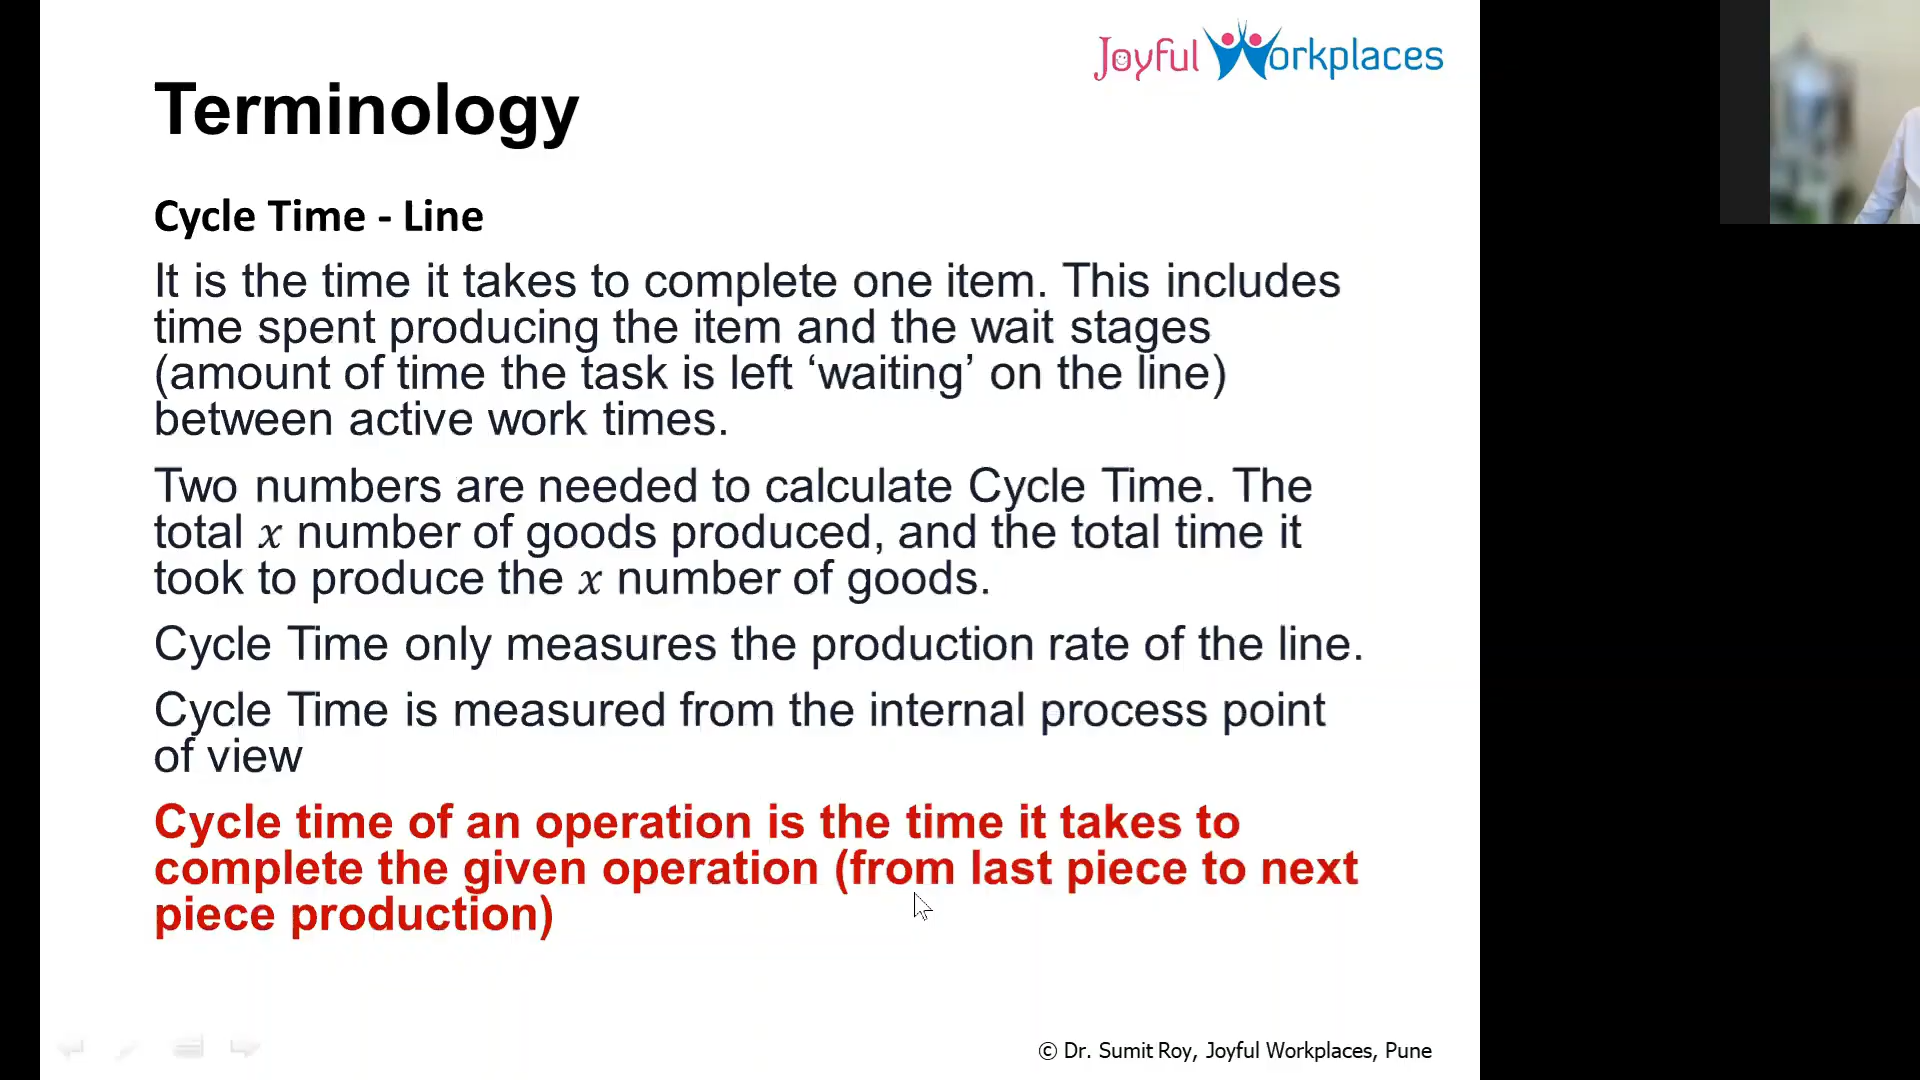 Joyful Workplaces
Terminology
Cycle Time - Line
It is the time it takes to complete one item. This includes
time spent producing the item and the wait stages
(amount of time the task is left ‘waiting’ on the line)
between active work times.
Two numbers are needed to calculate Cycle Time. The
total x number of goods produced, and the total time it
took to produce the x number of goods.
Cycle Time only measures the production rate of the line.
Cycle Time is measured from the internal process point
of view
Cycle time of an operation is the time it takes to
complete the given operation (from last piece to next
piece production)
© Dr. Sumit Roy, Joyful Workplaces, Pune